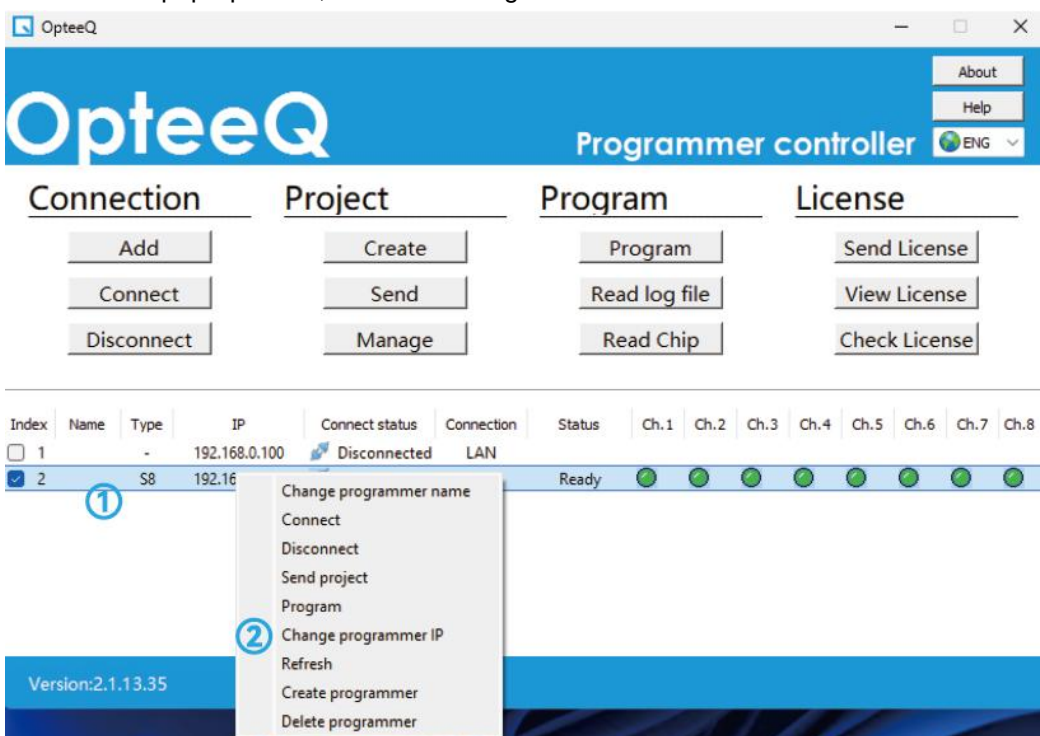 OpteeQ
About
Help
OpteeQ
Programmer controller
ENG
Connection Project Program License
Add Create Program Send License
Connect Send Read log file View License
Disconnect Manage Read Chip Check License
Index Name Type IP Connect status Connection Status Ch.1 Ch.2 Ch.3 Ch.4 Ch.5 Ch.6 Ch.7 Ch.8
1 - 192.168.0.100 Disconnected LAN
2 S8 192.16 Ready
①
Change programmer name
Connect
Disconnect
Send project
Program
② Change programmer IP
Refresh
Create programmer
Delete programmer
Version:2.1.13.35